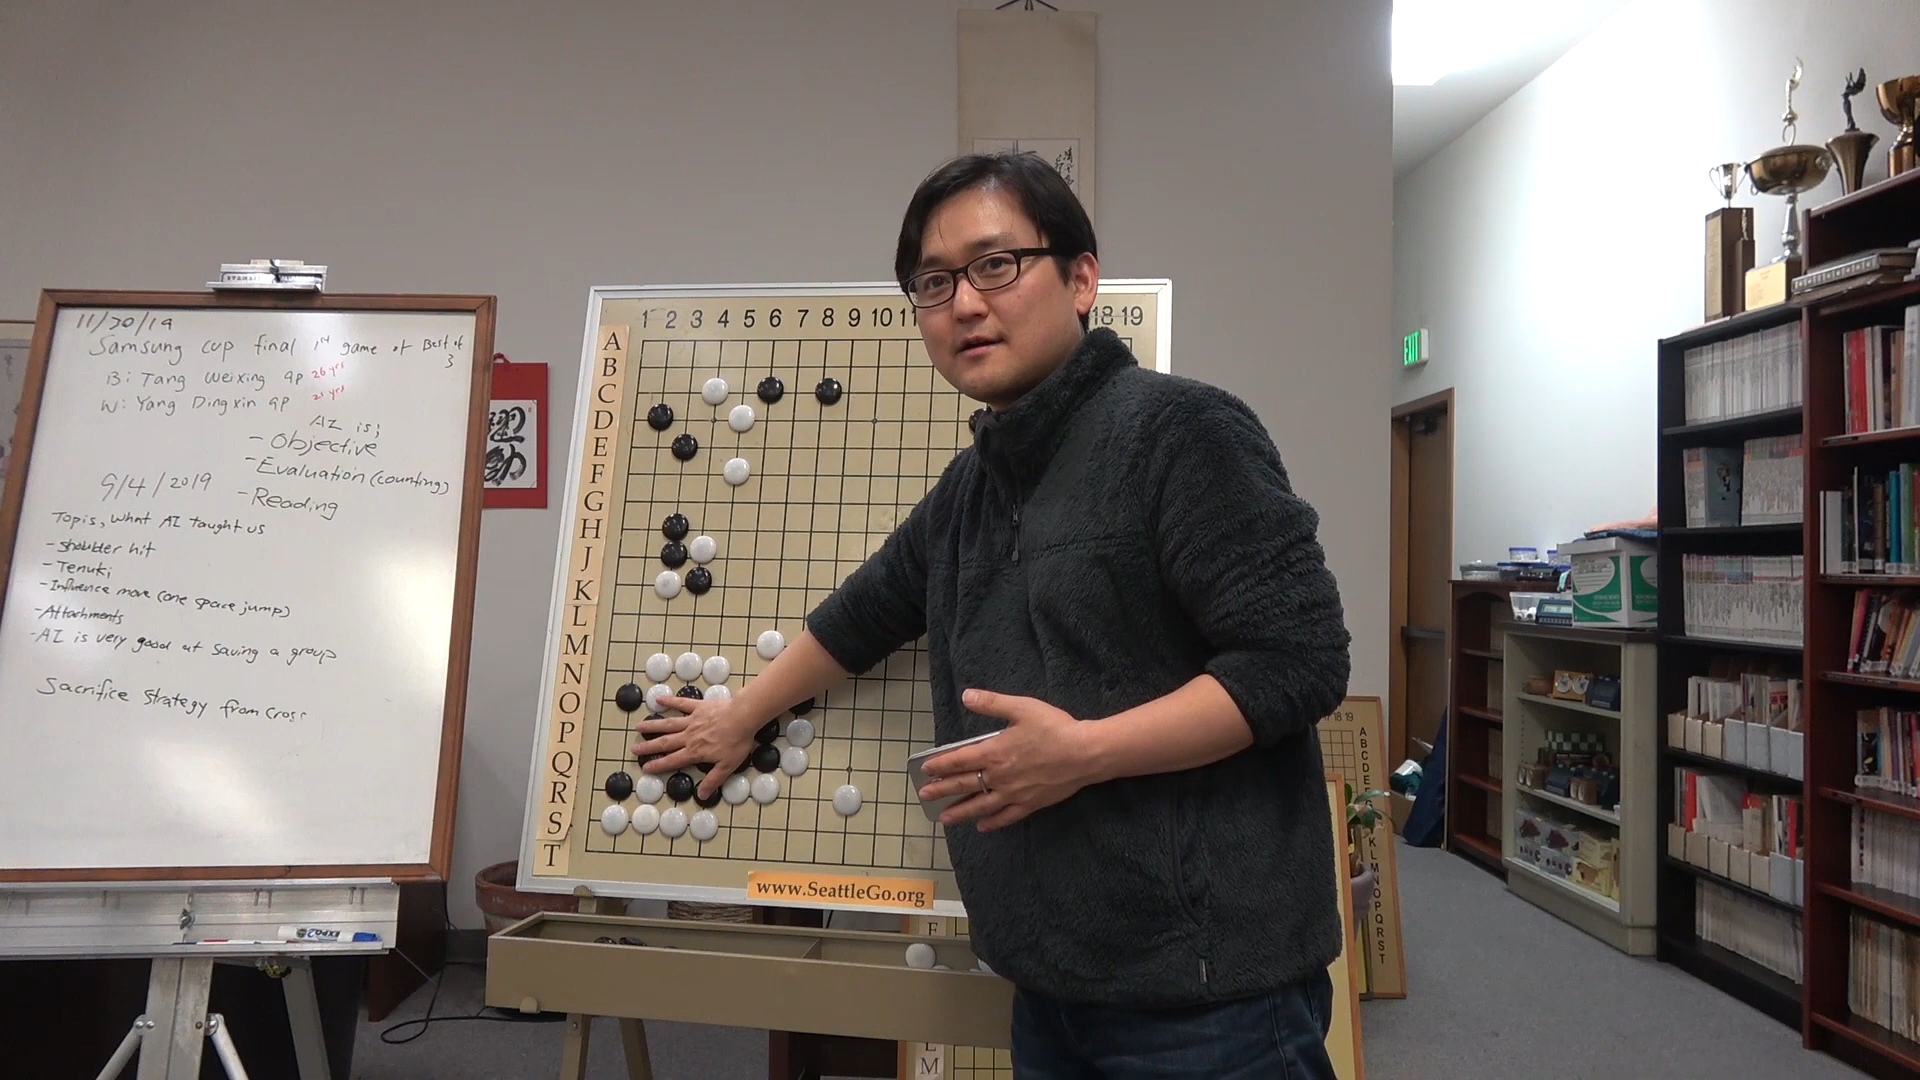 11/20/19
Samsung cup final 1st game of Best of 3
B: Tang Weixing 9p 26 yrs
W: Yang Dingxin 9p 21 yrs
AI is;
- Objective
- Evaluation (counting)
- Reading
9/4/2019
Topis, what AI taught us
- Shoulder hit
- Tenuki
- Influence move (one space jump)
- Attachments
- AI is very good at saving a group
Sacrifice strategy from cross
EXPO
1 2 3 4 5 6 7 8 9 10 18 19
A
B
C
D
E
F
G
H
J
K
L
M
N
O
P
Q
R
S
T
www.SeattleGo.org
EXIT
18 19
A
B
C
D
E
K
L
M
N
O
P
Q
R
S
T
F
L
M